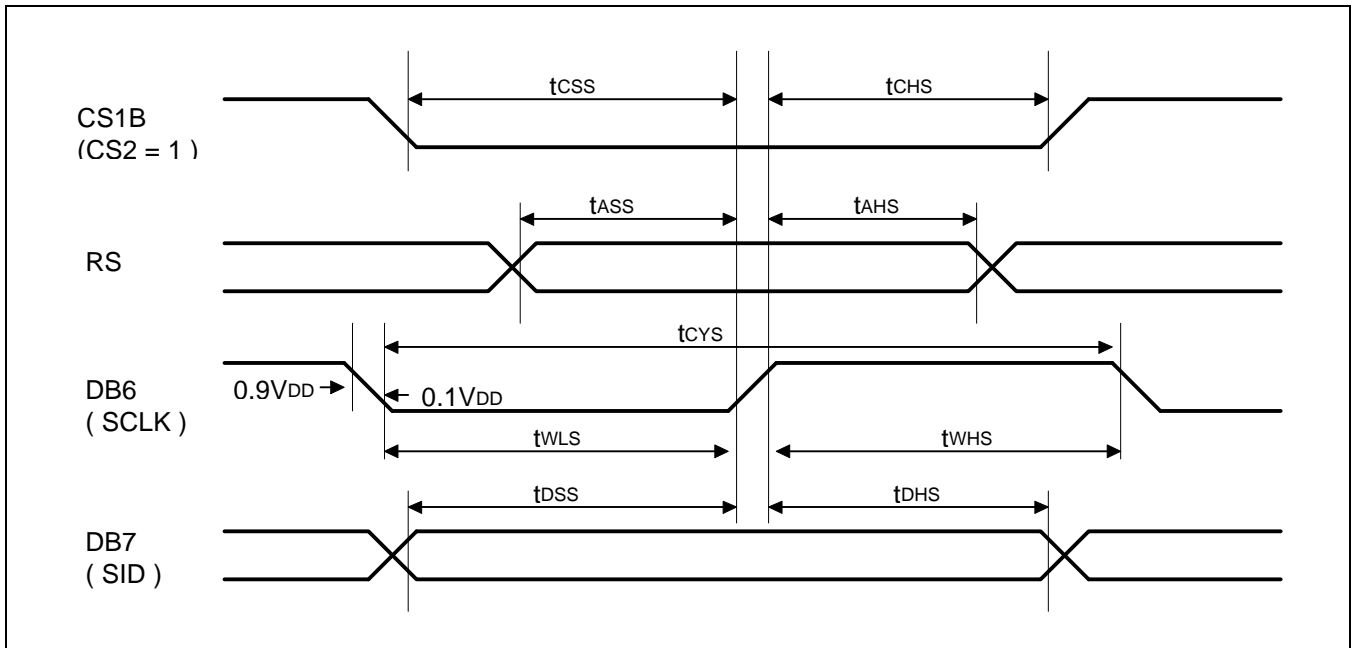 tCSS
tCHS
CS1B
(CS2 = 1 )
tASS
tAHS
RS
tCYS
DB6
( SCLK )
0.9VDD
0.1VDD
tWLS
tWHS
tDSS
tDHS
DB7
( SID )